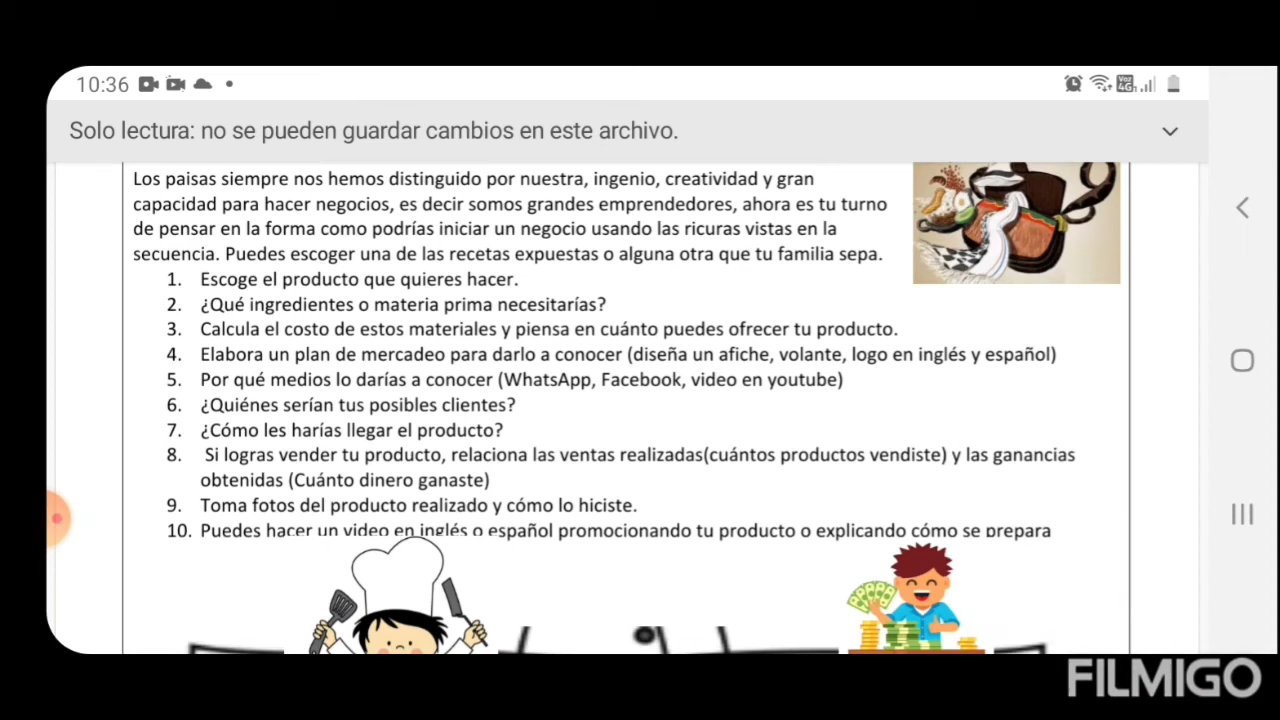 10:36
Voz
4G
Solo lectura: no se pueden guardar cambios en este archivo.
Los paisas siempre nos hemos distinguido por nuestra, ingenio, creatividad y gran
capacidad para hacer negocios, es decir somos grandes emprendedores, ahora es tu turno
de pensar en la forma como podrías iniciar un negocio usando las ricuras vistas en la
secuencia. Puedes escoger una de las recetas expuestas o alguna otra que tu familia sepa.
1. Escoge el producto que quieres hacer.
2. ¿Qué ingredientes o materia prima necesitarías?
3. Calcula el costo de estos materiales y piensa en cuánto puedes ofrecer tu producto.
4. Elabora un plan de mercadeo para darlo a conocer (diseña un afiche, volante, logo en inglés y español)
5. Por qué medios lo darías a conocer (WhatsApp, Facebook, video en youtube)
6. ¿Quiénes serían tus posibles clientes?
7. ¿Cómo les harías llegar el producto?
8. Si logras vender tu producto, relaciona las ventas realizadas(cuántos productos vendiste) y las ganancias
obtenidas (Cuánto dinero ganaste)
9. Toma fotos del producto realizado y cómo lo hiciste.
10. Puedes hacer un video en inglés o español promocionando tu producto o explicando cómo se prepara
FILMIGO